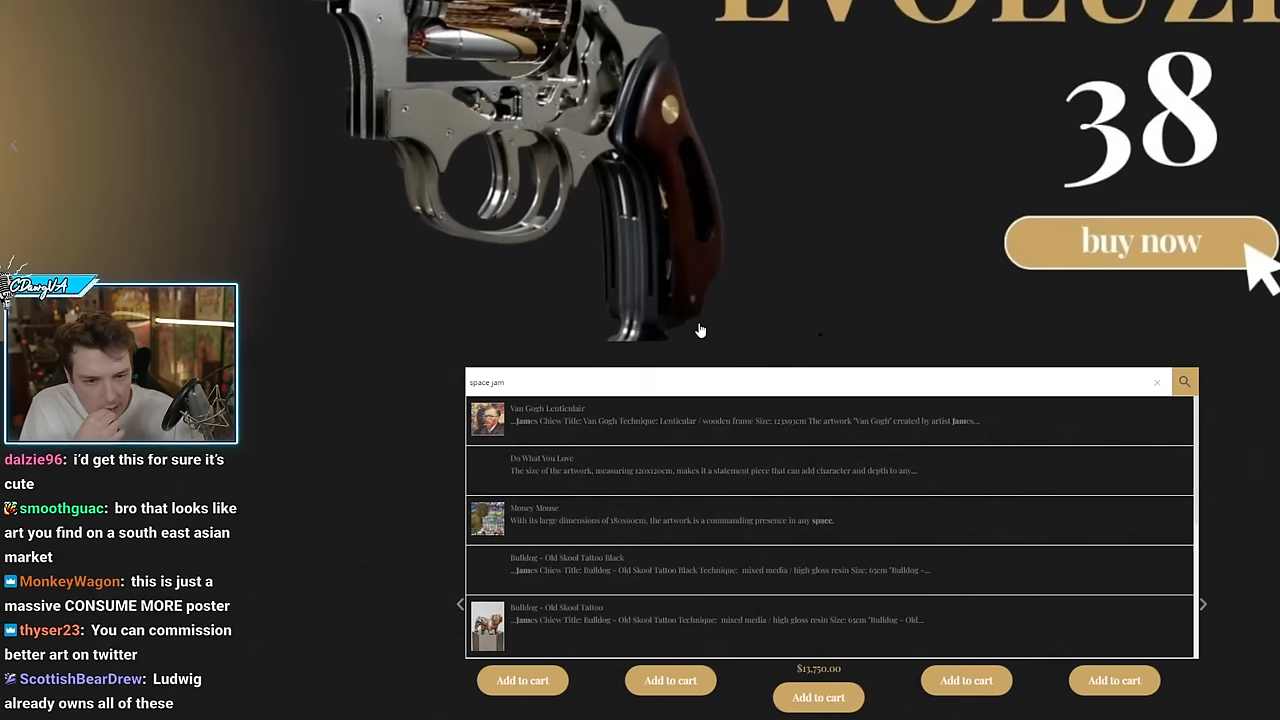 EVOLUZI
38
buy now
CDawgVA
dalzie96: i'd get this for sure it's
cute
smoothguac: bro that looks like
art you find on a south east asian
market
MonkeyWagon: this is just a
massive CONSUME MORE poster
thyser23: You can commission
better art on twitter
ScottishBearDrew: Ludwig
already owns all of these
space jam
Van Gogh Lenticulair
...James Chiew Title: Van Gogh Technique: Lenticular / wooden frame Size: 123x93cm The artwork "Van Gogh" created by artist James...
Do What You Love
The size of the artwork, measuring 120x120cm, makes it a statement piece that can add character and depth to any...
Money Mouse
With its large dimensions of 180x90cm, the artwork is a commanding presence in any space.
Bulldog - Old Skool Tattoo Black
...James Chiew Title: Bulldog - Old Skool Tattoo Black Technique: mixed media / high gloss resin Size: 65cm "Bulldog -...
Bulldog - Old Skool Tattoo
...James Chiew Title: Bulldog - Old Skool Tattoo Technique: mixed media / high gloss resin Size: 65cm "Bulldog - Old...
$13,750.00
Add to cart
Add to cart
Add to cart
Add to cart
Add to cart